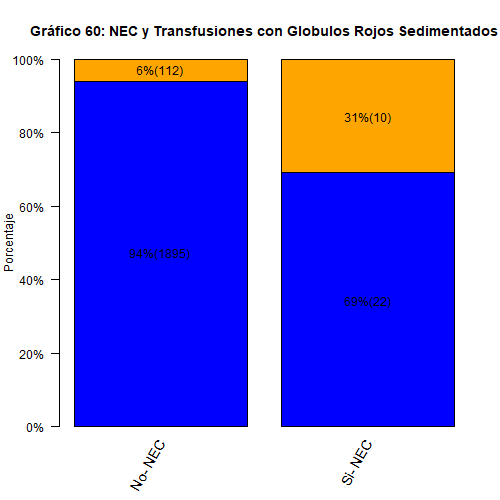 Gráfico 60: NEC y Transfusiones con Globulos Rojos Sedimentados
100%
80%
60%
40%
20%
0%
Porcentaje
6%(112)
94%(1895)
31%(10)
69%(22)
No- NEC
Si- NEC